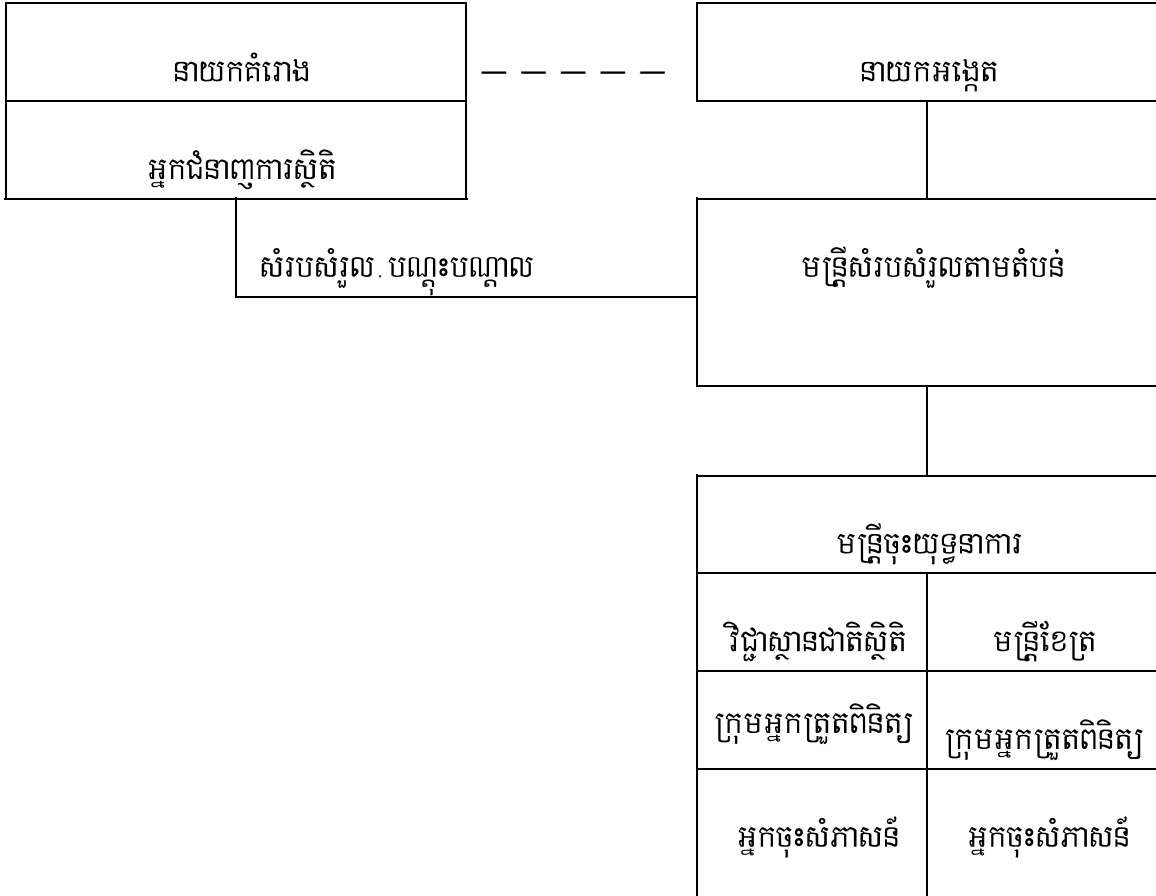 នាយកគំរោង
នាយកអង្កេត
អ្នកជំនាញការស្ថិតិ
សំរបសំរួល. បណ្តុះបណ្តាល
មន្ត្រីសំរបសំរួលតាមតំបន់
មន្ត្រីចុះយុទ្ធនាការ
វិជ្ជាស្ថានជាតិស្ថិតិ
មន្ត្រីខែត្រ
ក្រុមអ្នកត្រួតពិនិត្យ
ក្រុមអ្នកត្រួតពិនិត្យ
អ្នកចុះសំភាសន៍
អ្នកចុះសំភាសន៍